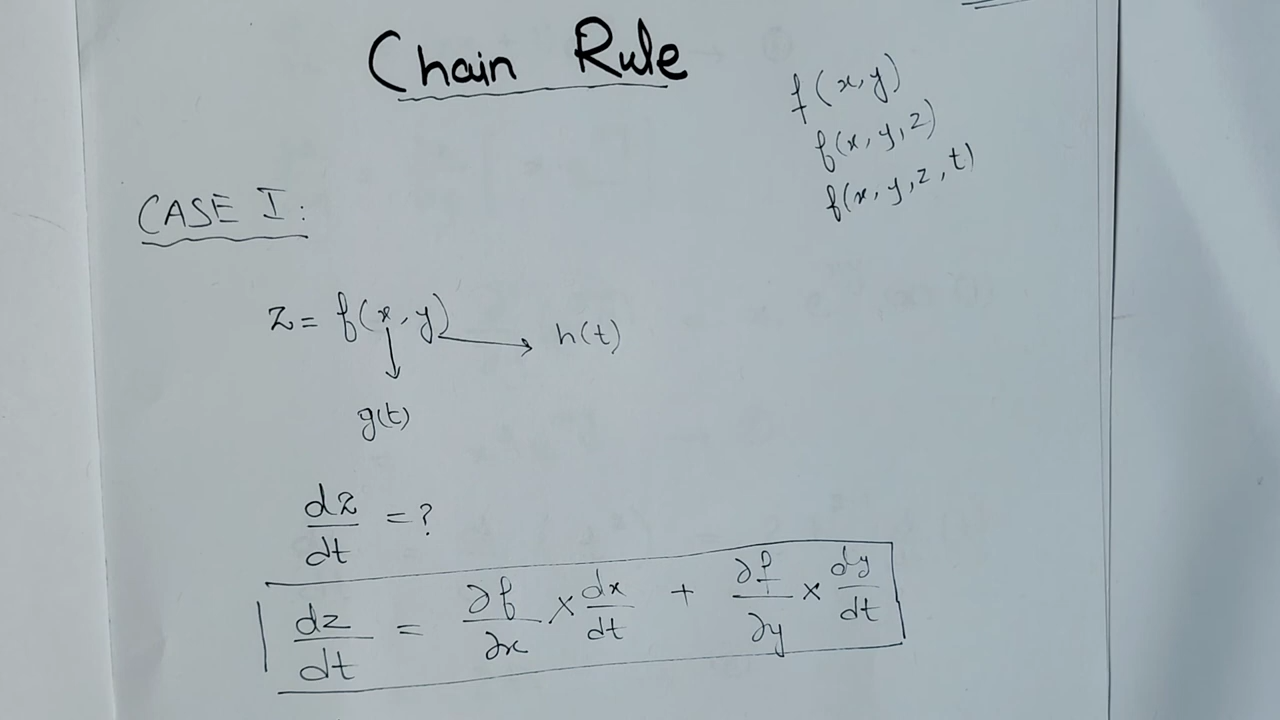 Chain Rule
f(x,y)
f(x,y,z)
f(x,y,z,t)
CASE I:
z = f(x,y) → h(t)
↓
g(t)
dz/dt = ?
dz/dt = ∂f/∂x × dx/dt + ∂f/∂y × dy/dt